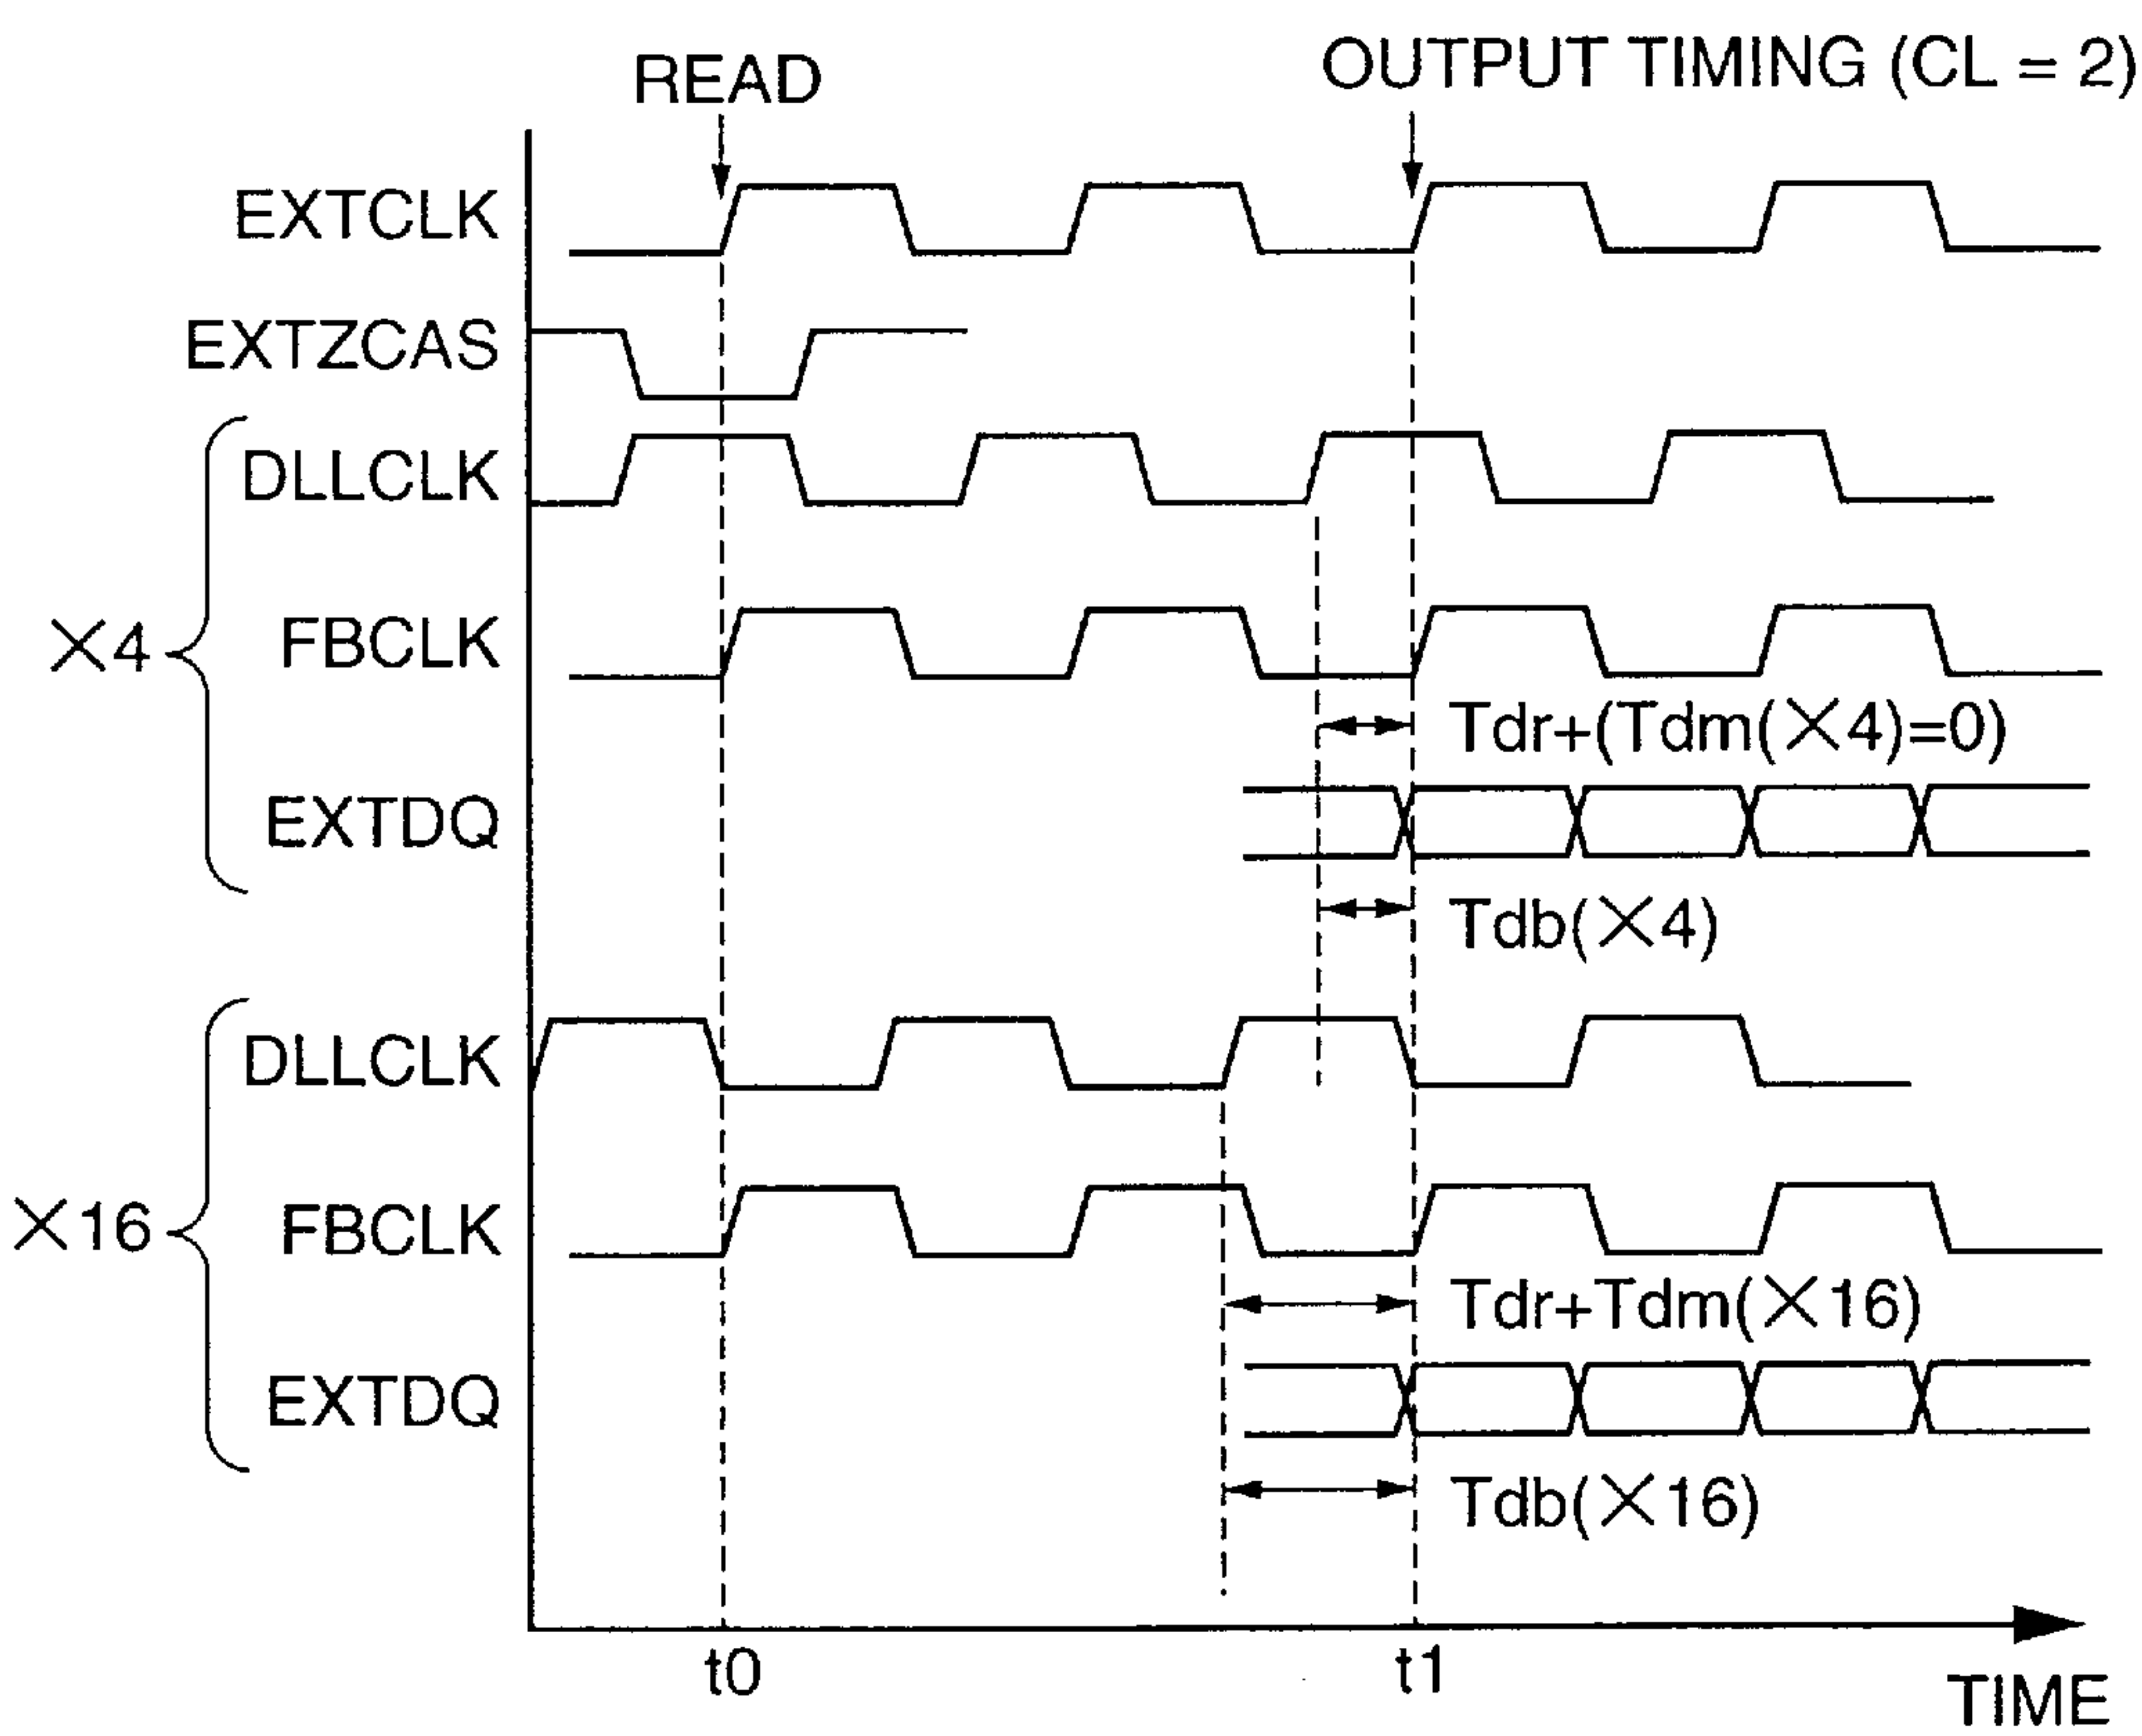 READ
OUTPUT TIMING (CL = 2)
EXTCLK
EXTZCAS
×4
DLLCLK
FBCLK
Tdr+(Tdm(×4)=0)
EXTDQ
Tdb(×4)
×16
DLLCLK
FBCLK
Tdr+Tdm(×16)
EXTDQ
Tdb(×16)
t0
t1
TIME